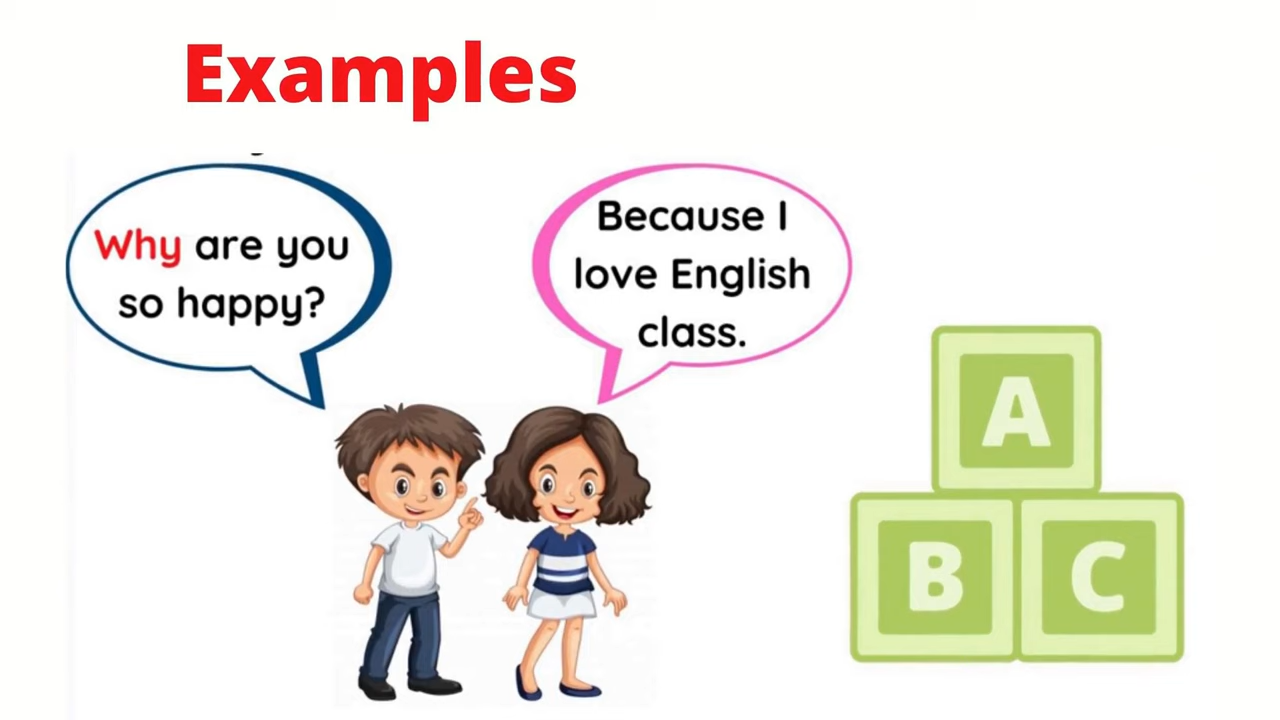 Examples
Why are you
so happy?
Because I
love English
class.
A
B C